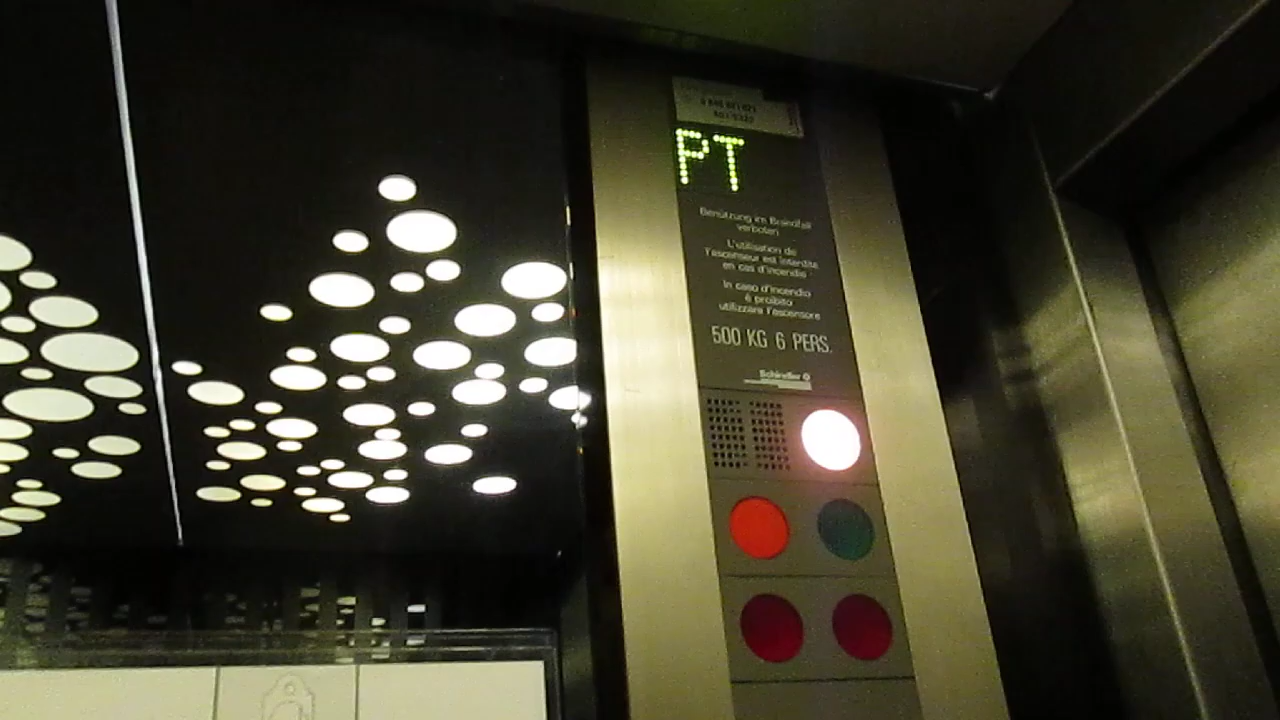 PT
Benützung im Brandfall
verboten
L'utilisation de
l'ascenseur est interdite
en cas d'incendie
In caso d'incendio
è proibito
utilizzare l'ascensore
500 KG 6 PERS.
Schindler